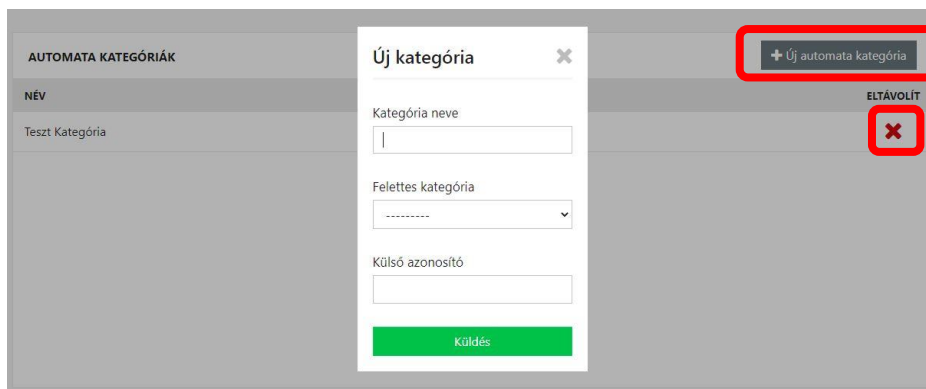 AUTOMATA KATEGÓRIÁK
Új automata kategória
NÉV
ELTÁVOLÍT
Teszt Kategória
Új kategória
Kategória neve
Felettes kategória
---------
Külső azonosító
Küldés